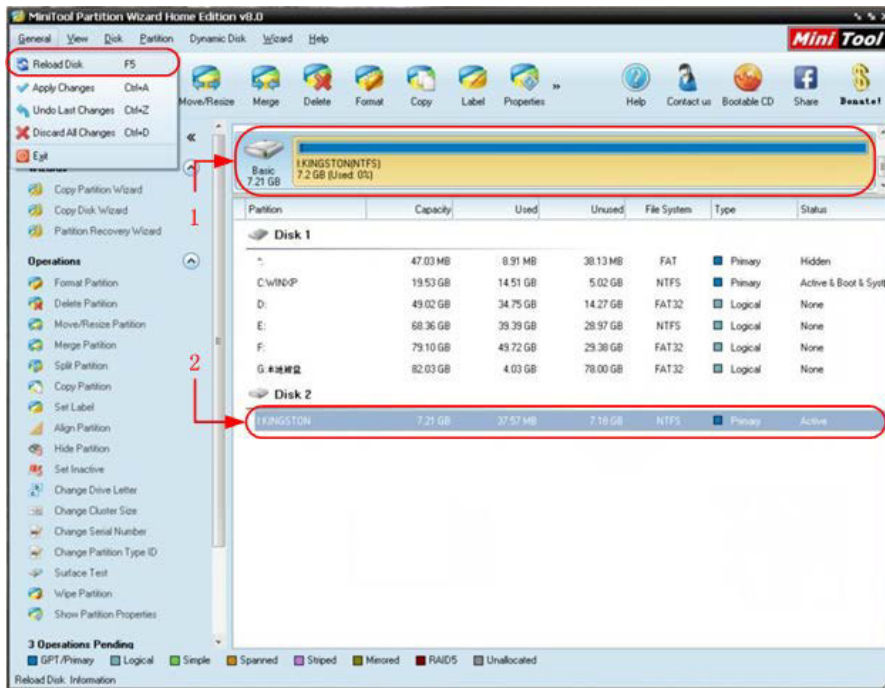 MiniTool Partition Wizard Home Edition v8.0
General View Disk Partition Dynamic Disk Wizard Help
Mini Tool
Reload Disk F5
Apply Changes Ctrl+A
Undo Last Changes Ctrl+Z
Discard All Changes Ctrl+D
Exit
Move/Resize Merge Delete Format Copy Label Properties » Help Contact us Bootable CD Share Donate!
«
1
Basic
7.21 GB
I:KINGSTON(NTFS)
7.2 GB (Used: 0%)
Copy Partition Wizard
Copy Disk Wizard
Partition Recovery Wizard
Operations
Format Partition
Delete Partition
Move/Resize Partition
Merge Partition
Split Partition
Copy Partition
Set Label
Align Partition
Hide Partition
Set Inactive
Change Drive Letter
Change Cluster Size
Change Serial Number
Change Partition Type ID
Surface Test
Wipe Partition
Show Partition Properties
3 Operations Pending
2
Partition Capacity Used Unused File System Type Status
Disk 1
*: 47.03 MB 8.91 MB 38.13 MB FAT Primary Hidden
C:WINXP 19.53 GB 14.51 GB 5.02 GB NTFS Primary Active & Boot & Syst
D: 49.02 GB 34.75 GB 14.27 GB FAT32 Logical None
E: 68.36 GB 39.39 GB 28.97 GB NTFS Logical None
F: 79.10 GB 49.72 GB 29.38 GB FAT32 Logical None
G: 82.03 GB 4.03 GB 78.00 GB FAT32 Logical None
Disk 2
I:KINGSTON 7.21 GB 37.57 MB 7.18 GB NTFS Primary Active
GPT/Primary Logical Simple Spanned Striped Mirrored RAID5 Unallocated
Reload Disk Information